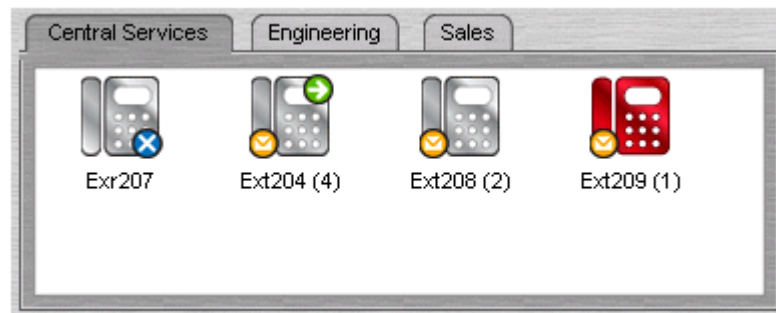 Central Services
Engineering
Sales
Exr207
Ext204 (4)
Ext208 (2)
Ext209 (1)